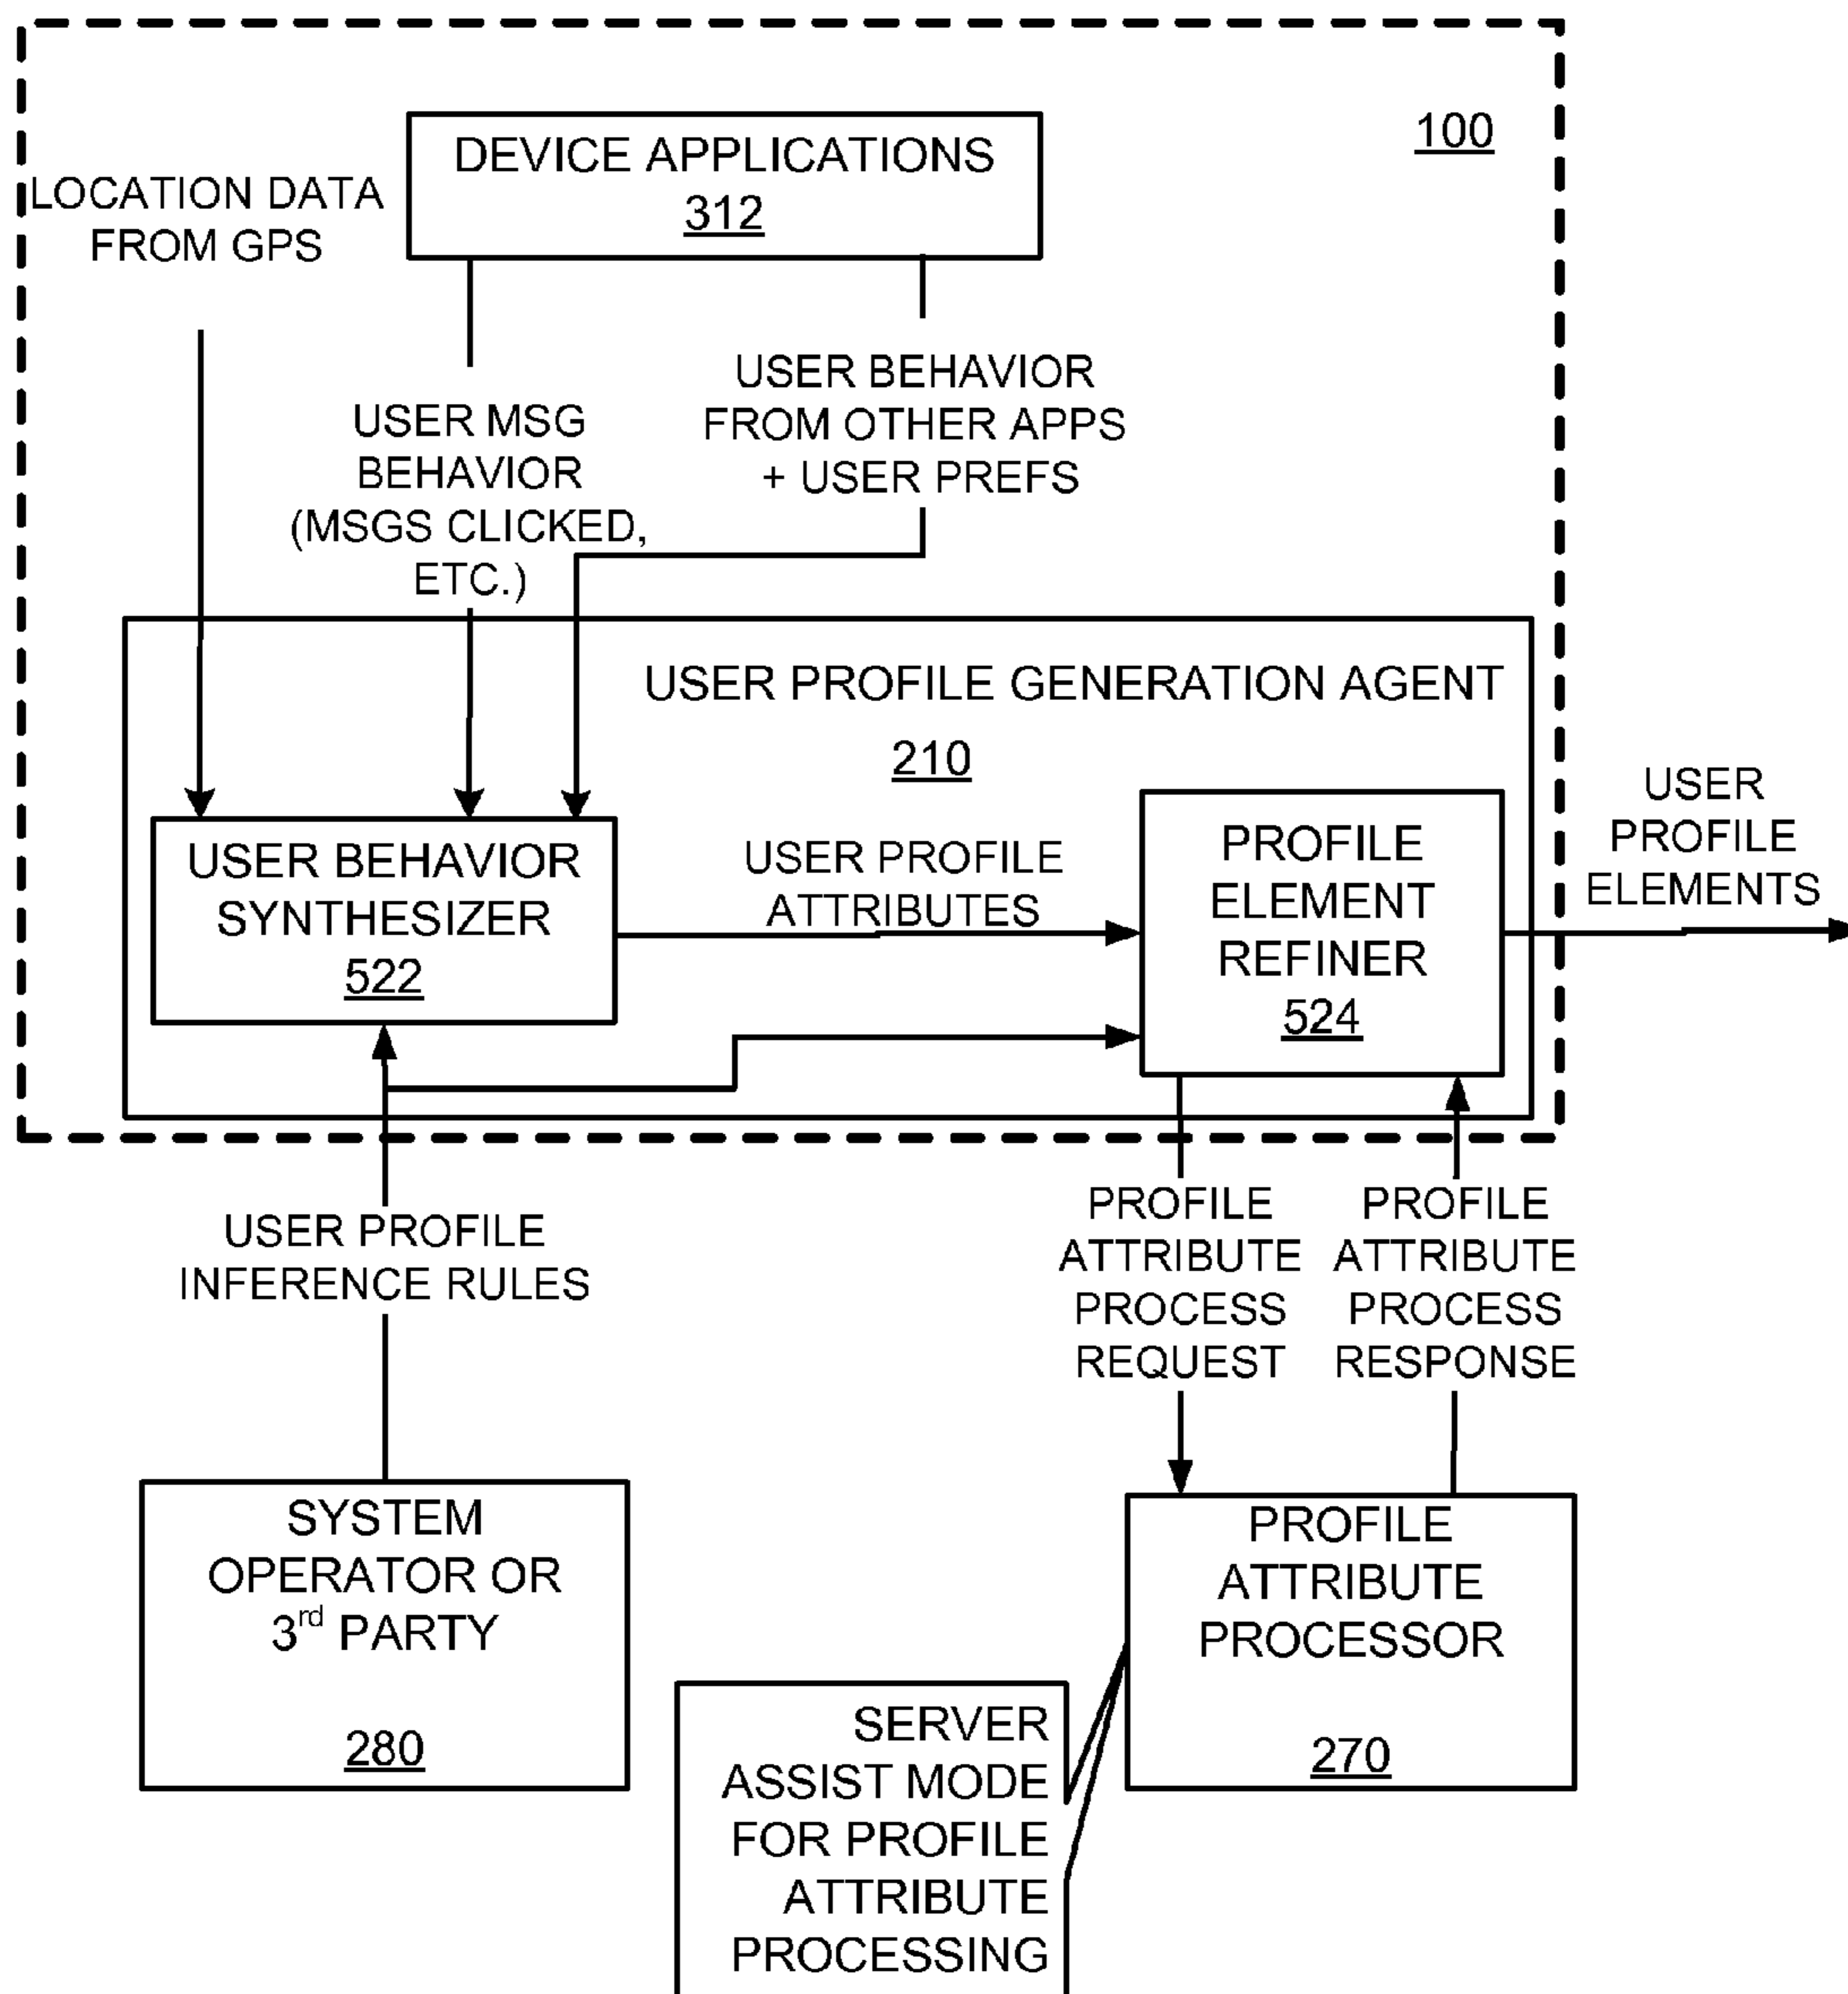 100
DEVICE APPLICATIONS
312
LOCATION DATA
FROM GPS
USER MSG
BEHAVIOR
(MSGS CLICKED,
ETC.)
USER BEHAVIOR
FROM OTHER APPS
+ USER PREFS
USER PROFILE GENERATION AGENT
210
USER BEHAVIOR
SYNTHESIZER
522
USER PROFILE
ATTRIBUTES
PROFILE
ELEMENT
REFINER
524
USER
PROFILE
ELEMENTS
USER PROFILE
INFERENCE RULES
PROFILE
ATTRIBUTE
PROCESS
REQUEST
PROFILE
ATTRIBUTE
PROCESS
RESPONSE
SYSTEM
OPERATOR OR
3rd PARTY
280
PROFILE
ATTRIBUTE
PROCESSOR
270
SERVER
ASSIST MODE
FOR PROFILE
ATTRIBUTE
PROCESSING